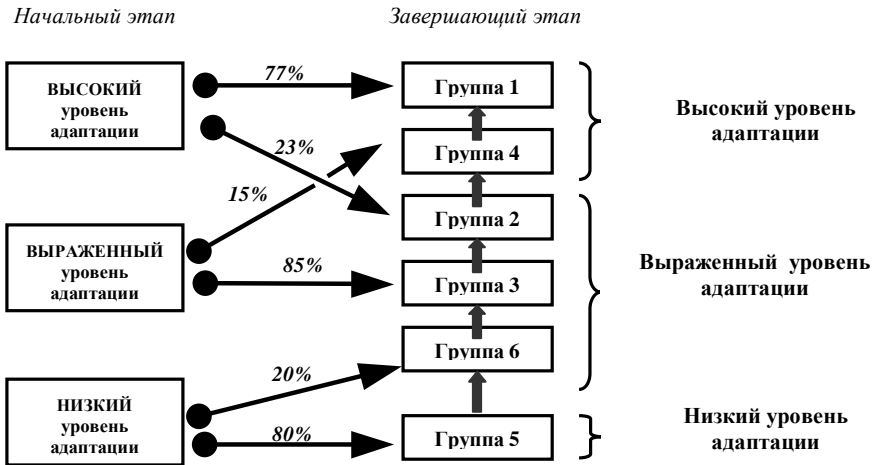 Начальный этап
Завершающий этап
ВЫСОКИЙ
уровень
адаптации
77%
23%
Группа 1
Группа 4
Высокий уровень
адаптации
15%
ВЫРАЖЕННЫЙ
уровень
адаптации
85%
Группа 2
Группа 3
Группа 6
Выраженный уровень
адаптации
20%
НИЗКИЙ
уровень
адаптации
80%
Группа 5
Низкий уровень
адаптации